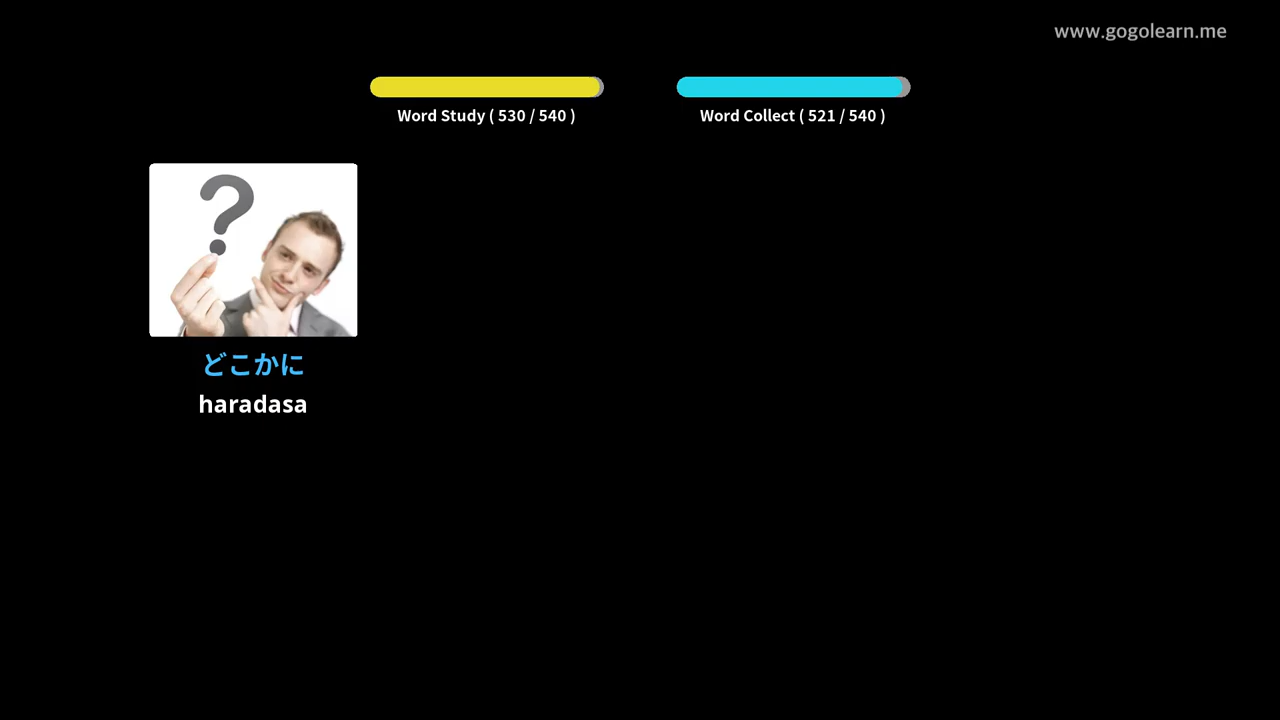 www.gogolearn.me
Word Study ( 530 / 540 )
Word Collect ( 521 / 540 )
?
どこかに
haradasa